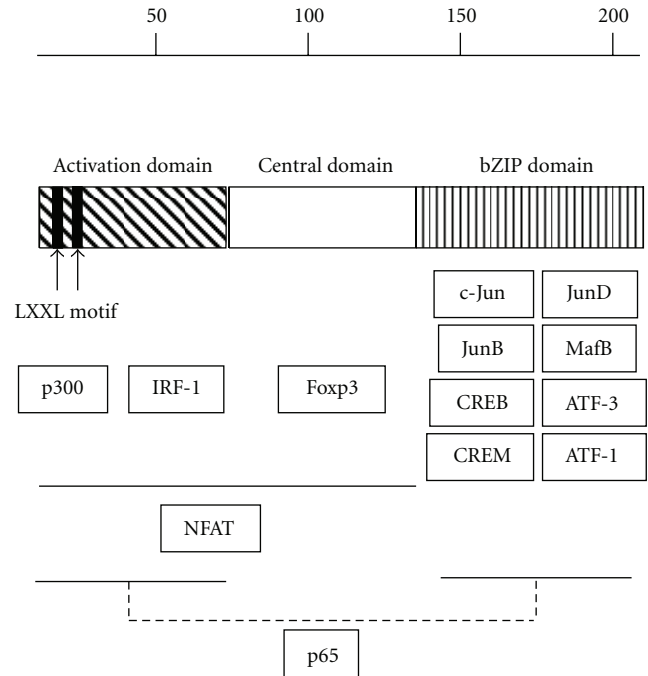 50 100 150 200
Activation domain Central domain bZIP domain
LXXL motif
c-Jun JunD
JunB MafB
p300 IRF-1 Foxp3
CREB ATF-3
CREM ATF-1
NFAT
p65